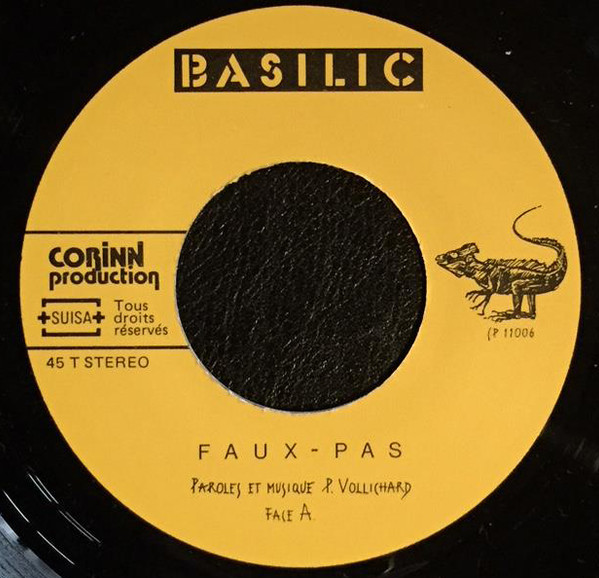 BASILIC
CORINN
production
+SUISA+
Tous
droits
réservés
45 T STEREO
CP 11006
FAUX-PAS
PAROLES ET MUSIQUE P. VOLLICHARD
FACE A.